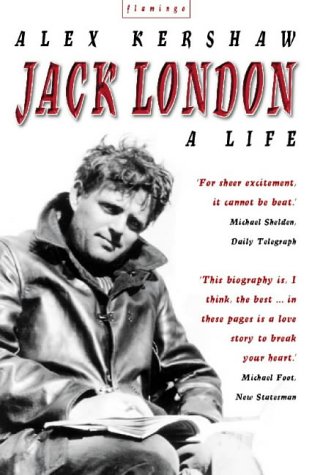 flamingo
ALEX KERSHAW
JACK LONDON
A LIFE
'For sheer excitement,
it cannot be beat.'
Michael Shelden,
Daily Telegraph
'This biography is, I
think, the best ... in
these pages is a love
story to break
your heart.'
Michael Foot,
New Statesman